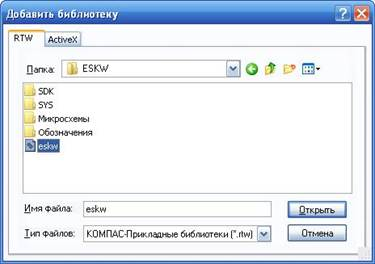 Добавить библиотеку
RTW ActiveX
Папка: ESKW
SDK
SYS
Микросхемы
Обозначения
eskw
Имя файла: eskw Открыть
Тип файлов: КОМПАС-Прикладные библиотеки (*.rtw) Отмена